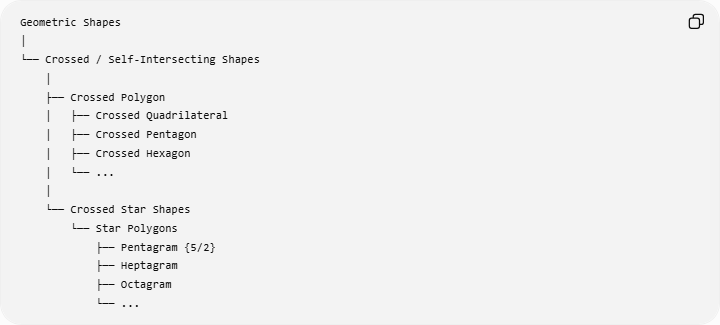 Geometric Shapes
│
└── Crossed / Self-Intersecting Shapes
    │
    ├── Crossed Polygon
    │   ├── Crossed Quadrilateral
    │   ├── Crossed Pentagon
    │   ├── Crossed Hexagon
    │   └── ...
    │
    └── Crossed Star Shapes
        └── Star Polygons
            ├── Pentagram {5/2}
            ├── Heptagram
            ├── Octagram
            └── ...